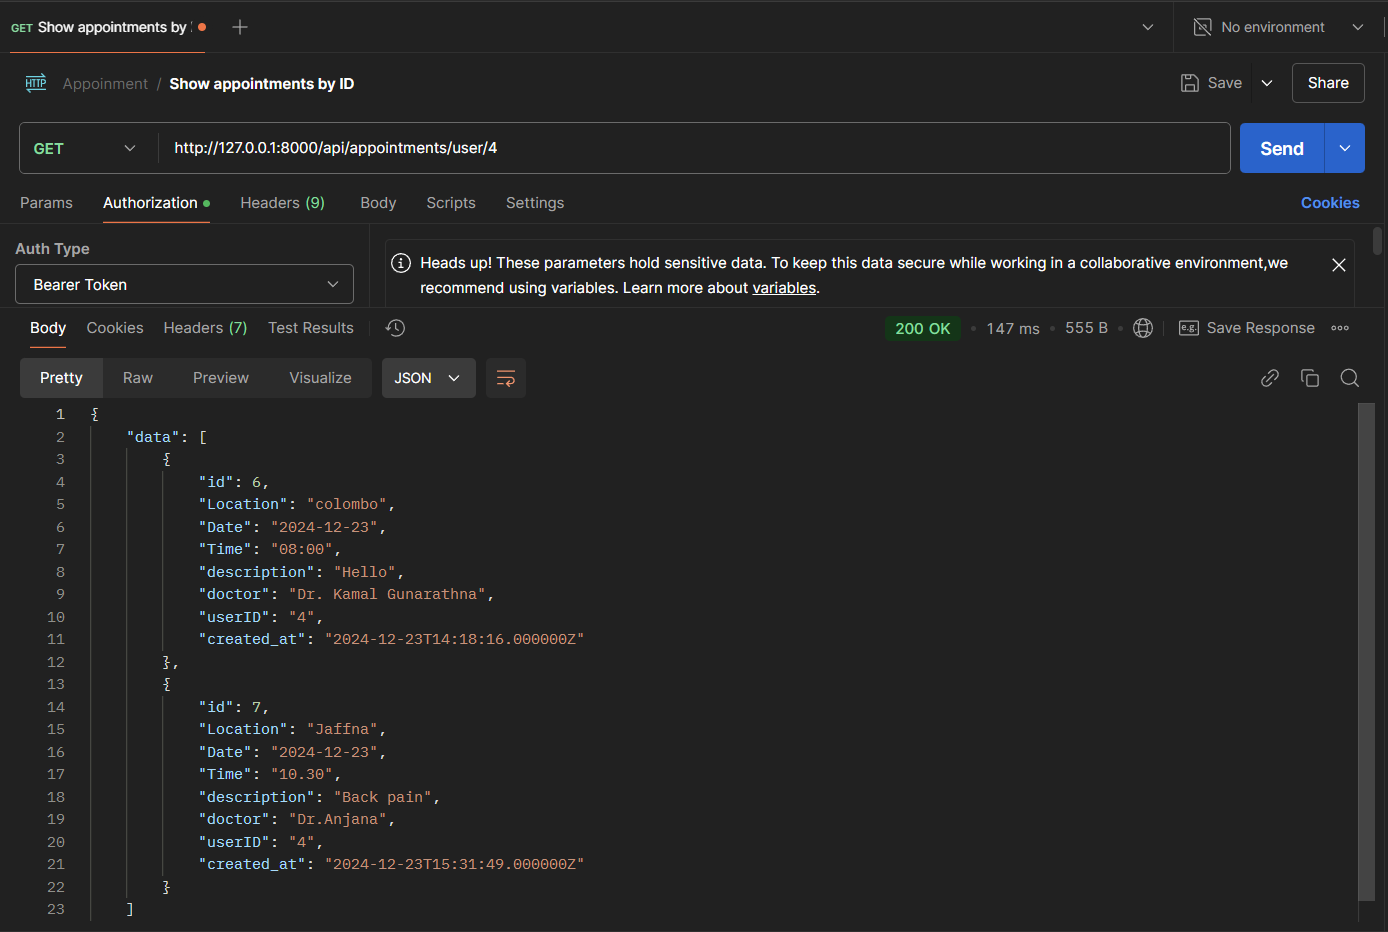 GET Show appointments by
No environment
HTTP Appoinment / Show appointments by ID
Save
Share
GET
http://127.0.0.1:8000/api/appointments/user/4
Send
Params Authorization Headers (9) Body Scripts Settings
Cookies
Auth Type
Bearer Token
Heads up! These parameters hold sensitive data. To keep this data secure while working in a collaborative environment,we
recommend using variables. Learn more about variables.
Body Cookies Headers (7) Test Results
200 OK • 147 ms • 555 B •
e.g. Save Response
Pretty Raw Preview Visualize JSON
1 {
2 "data": [
3 {
4 "id": 6,
5 "Location": "colombo",
6 "Date": "2024-12-23",
7 "Time": "08:00",
8 "description": "Hello",
9 "doctor": "Dr. Kamal Gunarathna",
10 "userID": "4",
11 "created_at": "2024-12-23T14:18:16.000000Z"
12 },
13 {
14 "id": 7,
15 "Location": "Jaffna",
16 "Date": "2024-12-23",
17 "Time": "10.30",
18 "description": "Back pain",
19 "doctor": "Dr.Anjana",
20 "userID": "4",
21 "created_at": "2024-12-23T15:31:49.000000Z"
22 }
23 ]